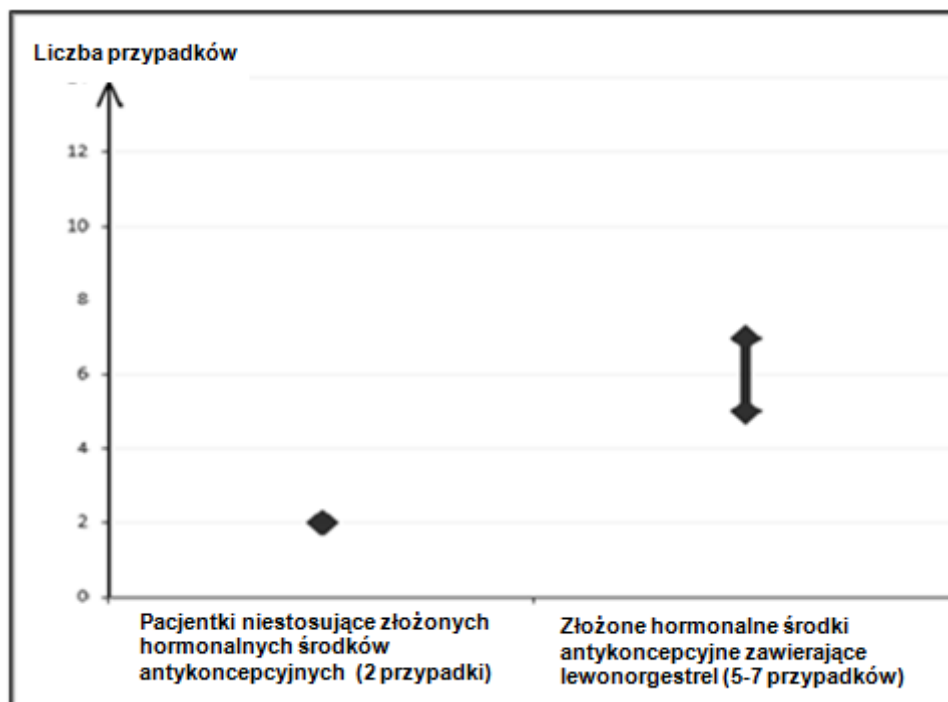 Liczba przypadków
12
10
8
6
4
2
0
Pacjentki niestosujące złożonych
hormonalnych środków
antykoncepcyjnych (2 przypadki)
Złożone hormonalne środki
antykoncepcyjne zawierające
lewonorgestrel (5-7 przypadków)